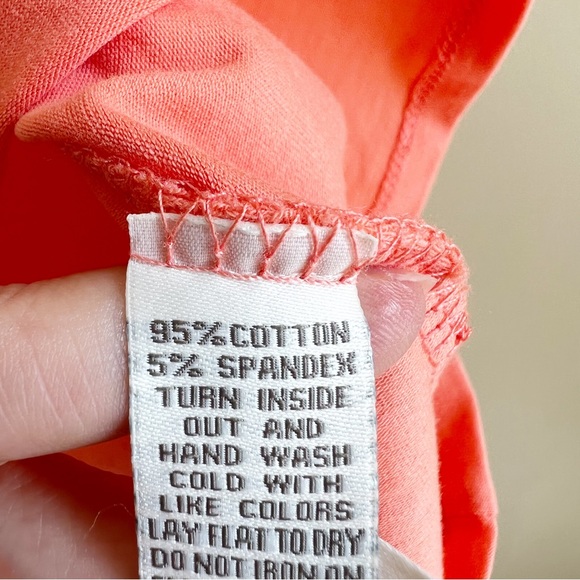 95% COTTON
5% SPANDEX
TURN INSIDE
OUT AND
HAND WASH
COLD WITH
LIKE COLORS
LAY FLAT TO DRY
DO NOT IRON ON